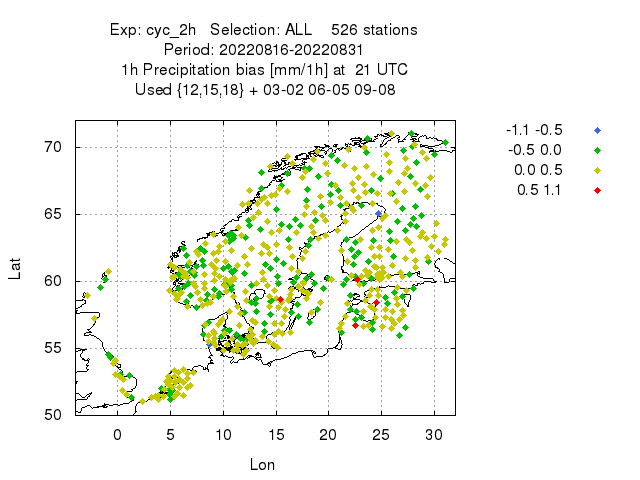 Exp: cyc_2h   Selection: ALL    526 stations
Period: 20220816-20220831
1h Precipitation bias [mm/1h] at  21 UTC
Used {12,15,18} + 03-02 06-05 09-08
-1.1 -0.5
-0.5 0.0
0.0 0.5
0.5 1.1
70
65
60
55
50
Lat
0 5 10 15 20 25 30
Lon